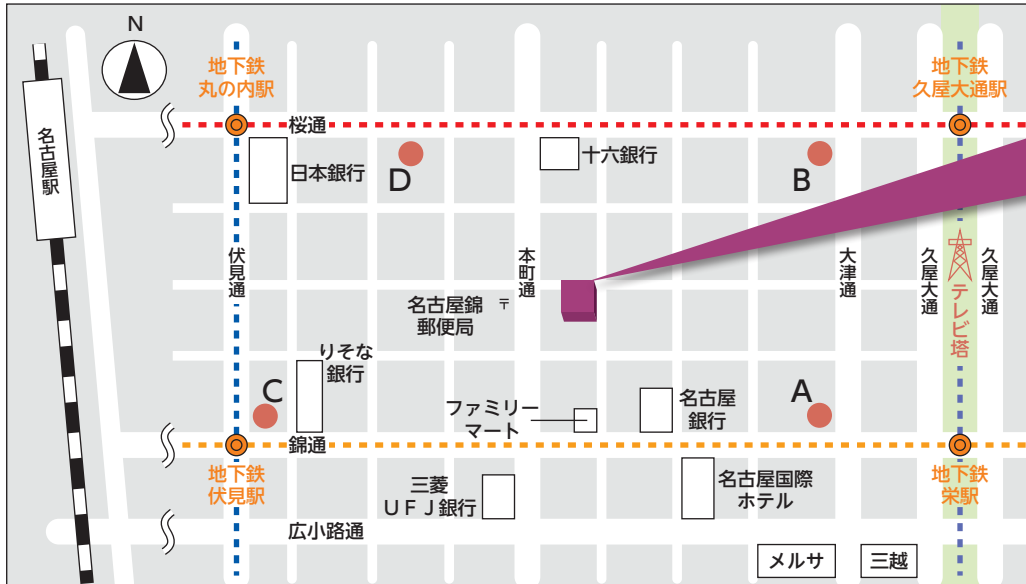 N
地下鉄
丸の内駅
地下鉄
久屋大通駅
名古屋駅
桜通
日本銀行
D
十六銀行
B
伏見通
本町通
大津通
久屋大通
久屋大通
テレビ塔
名古屋錦
郵便局
〒
りそな
銀行
C
ファミリー
マート
名古屋
銀行
A
錦通
地下鉄
伏見駅
三菱
ＵＦＪ銀行
名古屋国際
ホテル
地下鉄
栄駅
広小路通
メルサ
三越